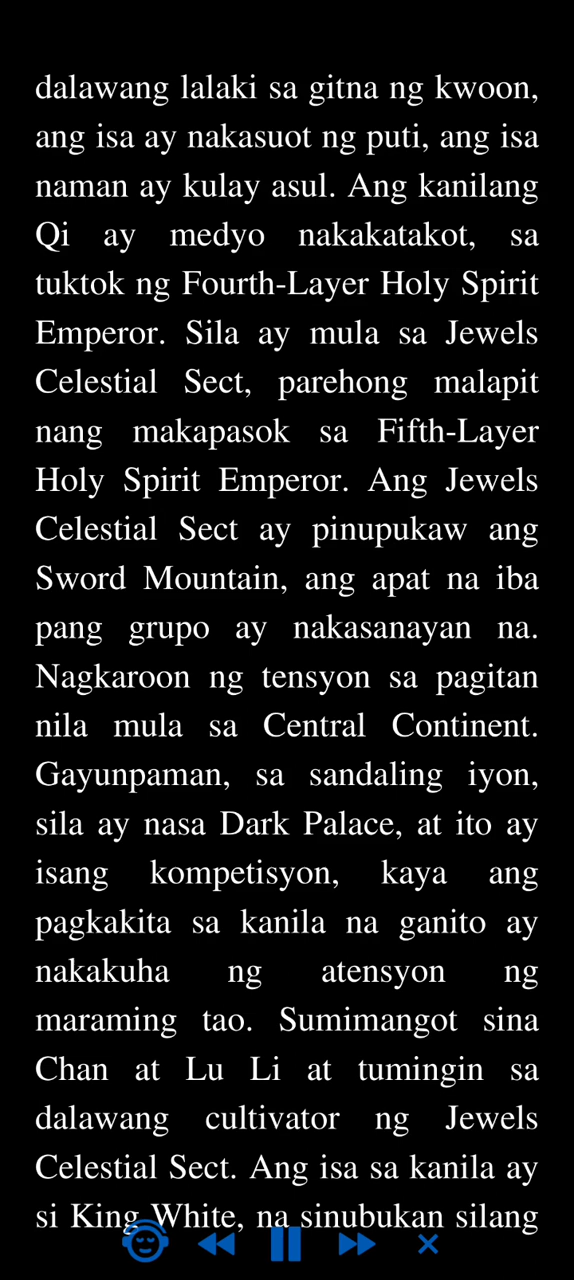 dalawang lalaki sa gitna ng kwoon,
ang isa ay nakasuot ng puti, ang isa
naman ay kulay asul. Ang kanilang
Qi ay medyo nakakatakot, sa
tuktok ng Fourth-Layer Holy Spirit
Emperor. Sila ay mula sa Jewels
Celestial Sect, parehong malapit
nang makapasok sa Fifth-Layer
Holy Spirit Emperor. Ang Jewels
Celestial Sect ay pinupukaw ang
Sword Mountain, ang apat na iba
pang grupo ay nakasanayan na.
Nagkaroon ng tensyon sa pagitan
nila mula sa Central Continent.
Gayunpaman, sa sandaling iyon,
sila ay nasa Dark Palace, at ito ay
isang kompetisyon, kaya ang
pagkakita sa kanila na ganito ay
nakakuha ng atensyon ng
maraming tao. Sumimangot sina
Chan at Lu Li at tumingin sa
dalawang cultivator ng Jewels
Celestial Sect. Ang isa sa kanila ay
si King White, na sinubukan silang